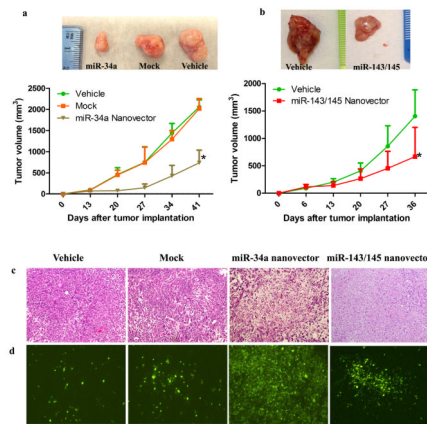 a
b
miR-34a Mock Vehicle
Vehicle miR-143/145
Vehicle
Mock
miR-34a Nanovector
Tumor volume (mm3)
2500
2000
1500
1000
500
0
*
0 13 20 27 34 41
Days after tumor implantation
Vehicle
miR-143/145 Nanovector
Tumor volume (mm3)
2000
1500
1000
500
0
*
0 6 13 20 27 36
Days after tumor implantation
Vehicle Mock miR-34a nanovector miR-143/145 nanovecto
c
d